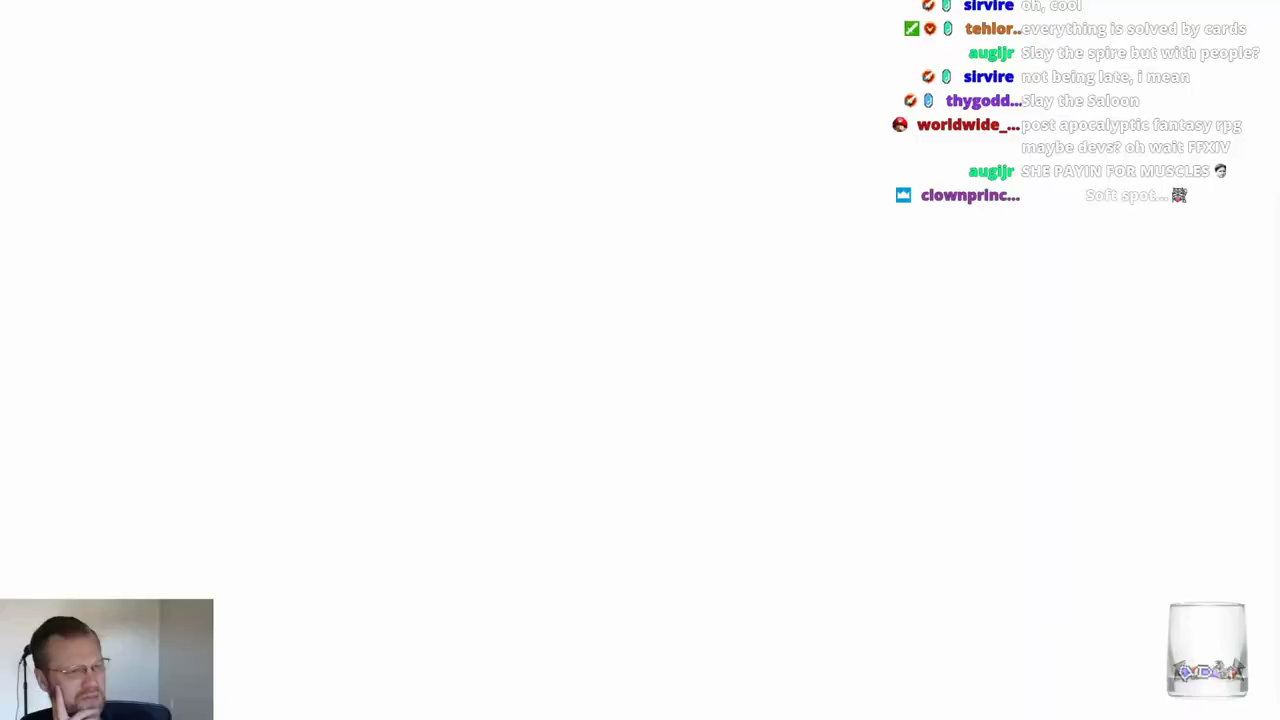 sirvire oh, cool
tehlor.. everything is solved by cards
augijr Slay the spire but with people?
sirvire not being late, i mean
thygodd... Slay the Saloon
worldwide_... post apocalyptic fantasy rpg
maybe devs? oh wait FFXIV
augijr SHE PAYIN FOR MUSCLES
clownprinc... Soft spot...